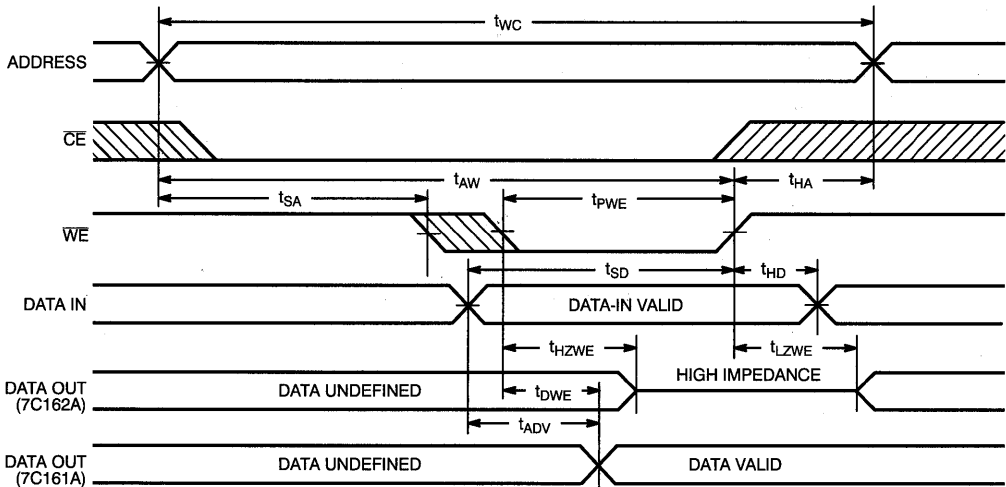 tWC
ADDRESS
CE
tAW
tHA
tSA
tPWE
WE
tSD
tHD
DATA IN
DATA-IN VALID
tHZWE
tLZWE
HIGH IMPEDANCE
DATA OUT
(7C162A)
DATA UNDEFINED
tDWE
tADV
DATA OUT
(7C161A)
DATA UNDEFINED
DATA VALID